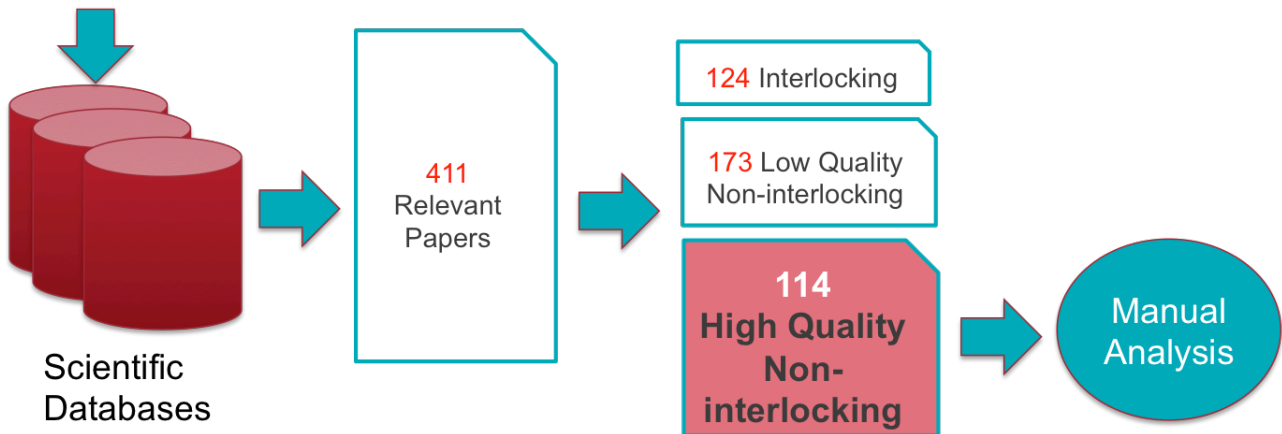 Scientific
Databases
411
Relevant
Papers
124 Interlocking
173 Low Quality
Non-interlocking
114
High Quality
Non-
interlocking
Manual
Analysis